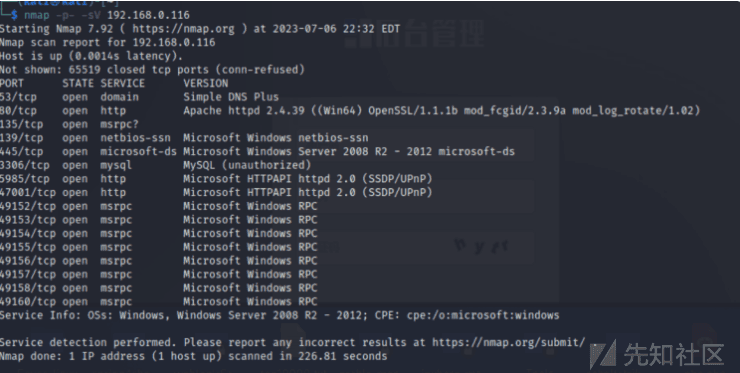 (kali㉿kali)-[~]
$ nmap -p- -sV 192.168.0.116
Starting Nmap 7.92 ( https://nmap.org ) at 2023-07-06 22:32 EDT
Nmap scan report for 192.168.0.116
Host is up (0.0014s latency).
Not shown: 65519 closed tcp ports (conn-refused)
PORT STATE SERVICE VERSION
53/tcp open domain Simple DNS Plus
80/tcp open http Apache httpd 2.4.39 ((Win64) OpenSSL/1.1.1b mod_fcgid/2.3.9a mod_log_rotate/1.02)
135/tcp open msrpc?
139/tcp open netbios-ssn Microsoft Windows netbios-ssn
445/tcp open microsoft-ds Microsoft Windows Server 2008 R2 - 2012 microsoft-ds
3306/tcp open mysql MySQL (unauthorized)
5985/tcp open http Microsoft HTTPAPI httpd 2.0 (SSDP/UPnP)
47001/tcp open http Microsoft HTTPAPI httpd 2.0 (SSDP/UPnP)
49152/tcp open msrpc Microsoft Windows RPC
49153/tcp open msrpc Microsoft Windows RPC
49154/tcp open msrpc Microsoft Windows RPC
49155/tcp open msrpc Microsoft Windows RPC
49156/tcp open msrpc Microsoft Windows RPC
49157/tcp open msrpc Microsoft Windows RPC
49158/tcp open msrpc Microsoft Windows RPC
49160/tcp open msrpc Microsoft Windows RPC
Service Info: OSs: Windows, Windows Server 2008 R2 - 2012; CPE: cpe:/o:microsoft:windows
Service detection performed. Please report any incorrect results at https://nmap.org/submit/ .
Nmap done: 1 IP address (1 host up) scanned in 226.81 seconds
后台管理
先知社区